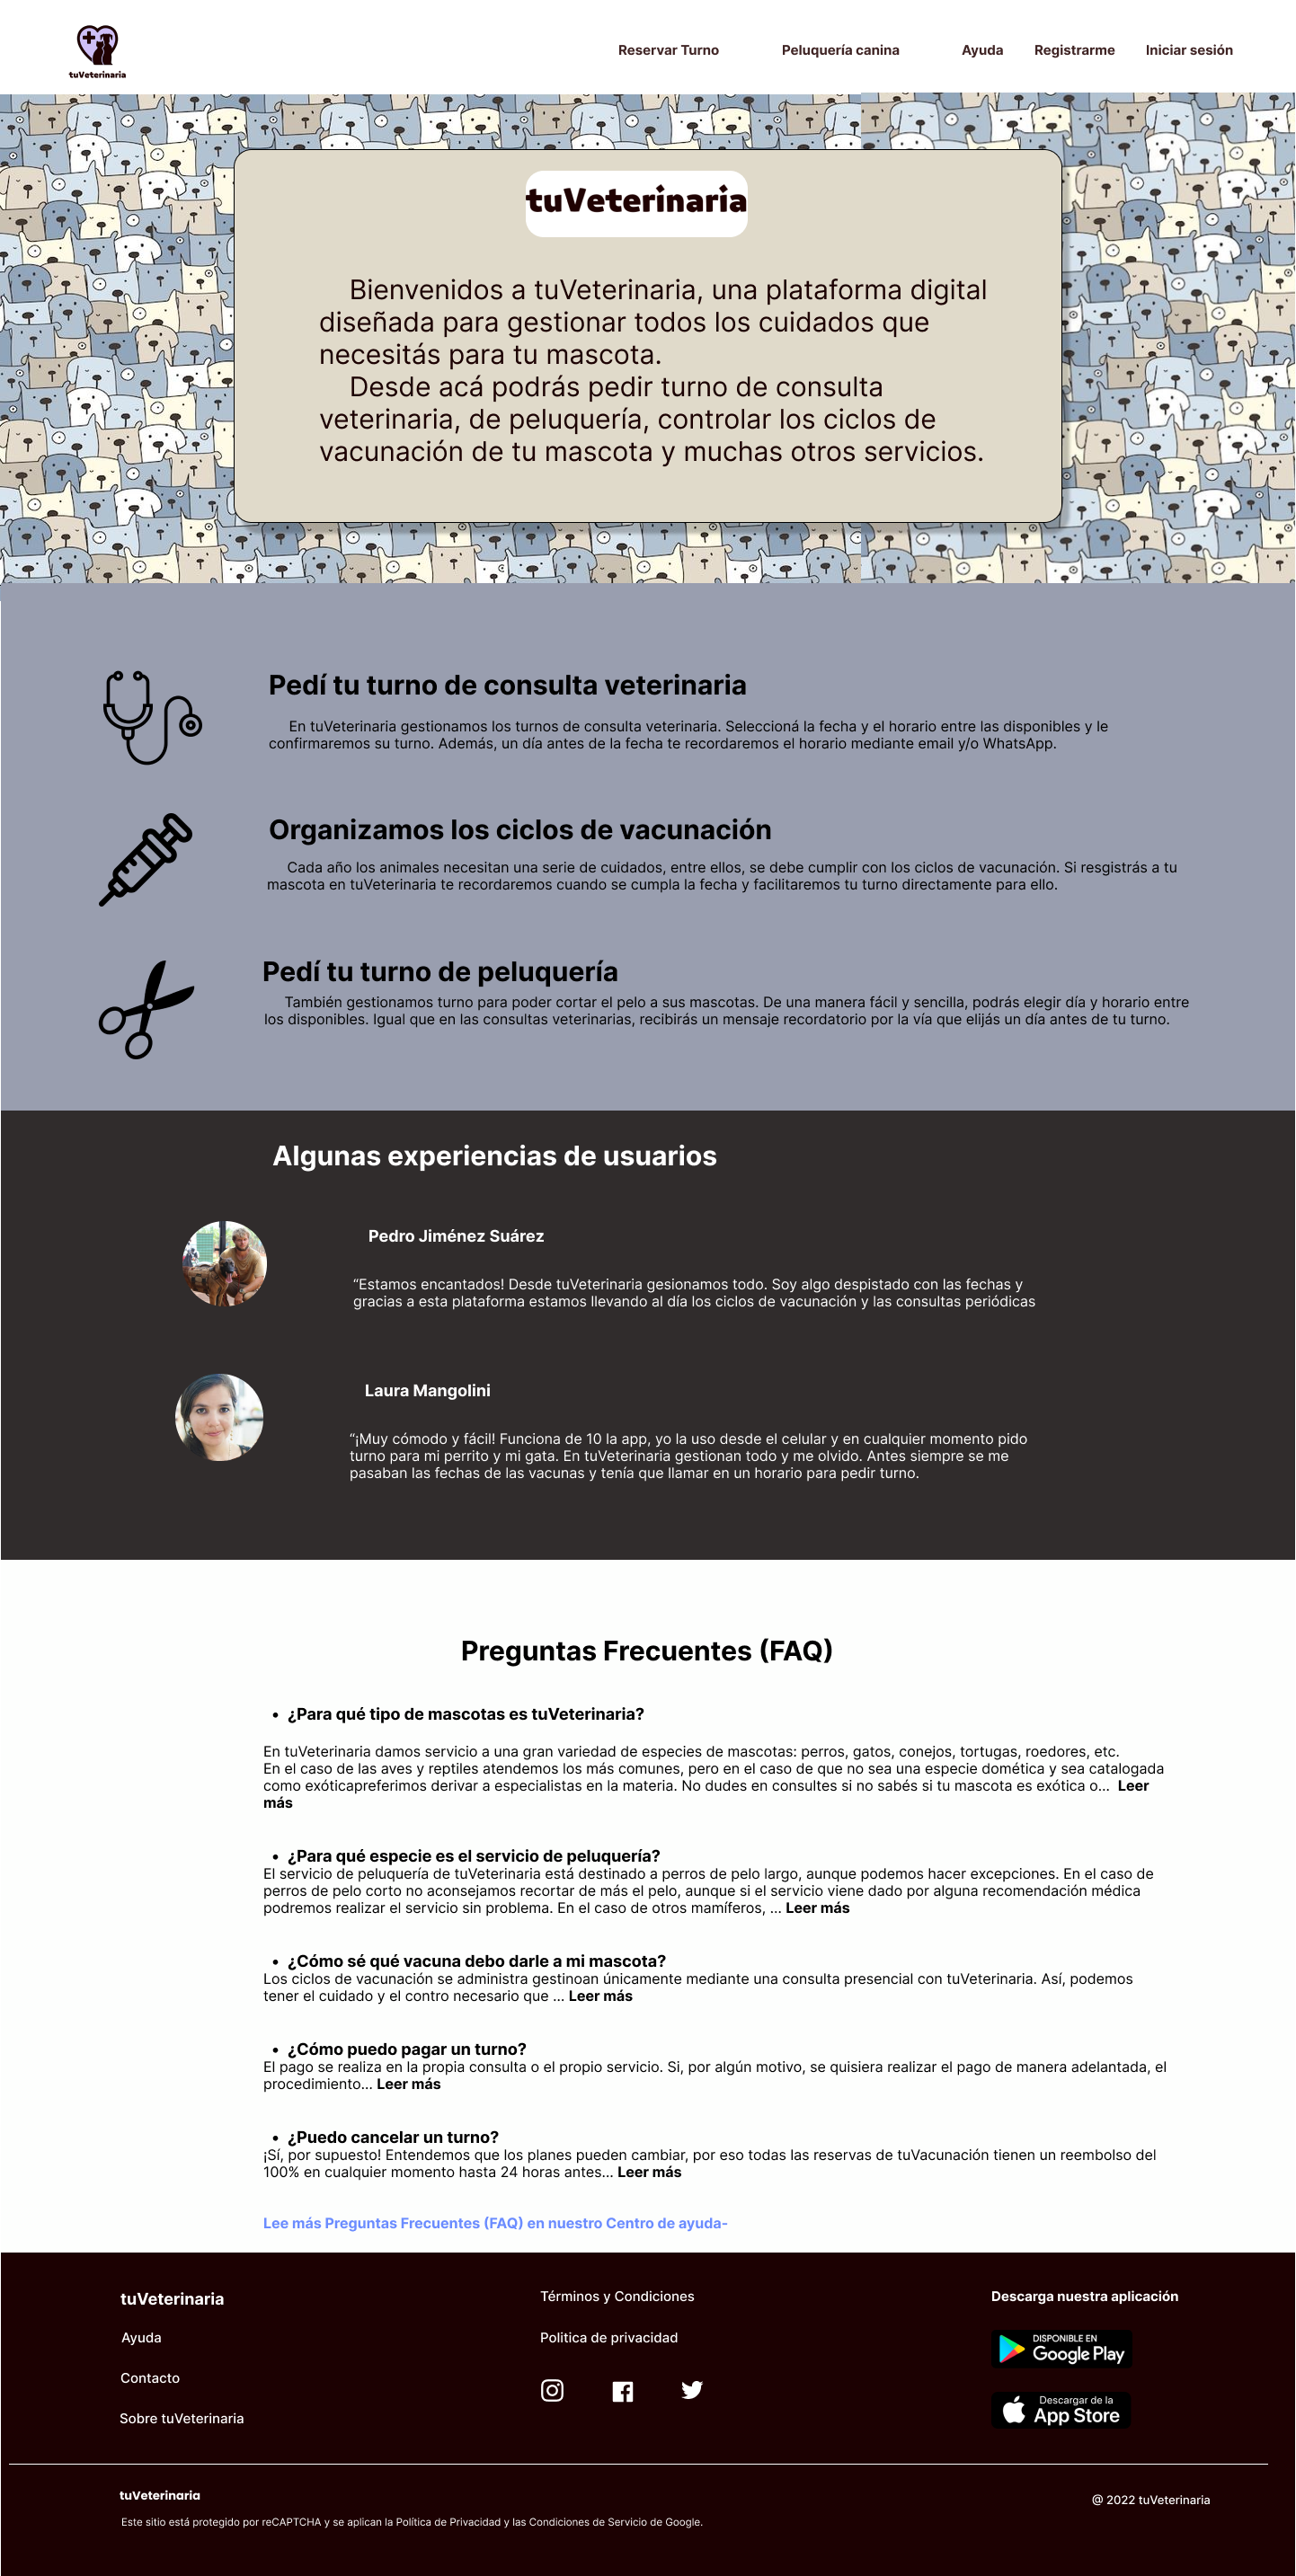 tuVeterinaria
Reservar Turno
Peluquería canina
Ayuda
Registrarme
Iniciar sesión
tuVeterinaria
Bienvenidos a tuVeterinaria, una plataforma digital
diseñada para gestionar todos los cuidados que
necesitás para tu mascota.
Desde acá podrás pedir turno de consulta
veterinaria, de peluquería, controlar los ciclos de
vacunación de tu mascota y muchas otros servicios.
Pedí tu turno de consulta veterinaria
En tuVeterinaria gestionamos los turnos de consulta veterinaria. Seleccioná la fecha y el horario entre las disponibles y le
confirmaremos su turno. Además, un día antes de la fecha te recordaremos el horario mediante email y/o WhatsApp.
Organizamos los ciclos de vacunación
Cada año los animales necesitan una serie de cuidados, entre ellos, se debe cumplir con los ciclos de vacunación. Si resgistrás a tu
mascota en tuVeterinaria te recordaremos cuando se cumpla la fecha y facilitaremos tu turno directamente para ello.
Pedí tu turno de peluquería
También gestionamos turno para poder cortar el pelo a sus mascotas. De una manera fácil y sencilla, podrás elegir día y horario entre
los disponibles. Igual que en las consultas veterinarias, recibirás un mensaje recordatorio por la vía que elijás un día antes de tu turno.
Algunas experiencias de usuarios
Pedro Jiménez Suárez
“Estamos encantados! Desde tuVeterinaria gesionamos todo. Soy algo despistado con las fechas y
gracias a esta plataforma estamos llevando al día los ciclos de vacunación y las consultas periódicas
Laura Mangolini
“¡Muy cómodo y fácil! Funciona de 10 la app, yo la uso desde el celular y en cualquier momento pido
turno para mi perrito y mi gata. En tuVeterinaria gestionan todo y me olvido. Antes siempre se me
pasaban las fechas de las vacunas y tenía que llamar en un horario para pedir turno.
Preguntas Frecuentes (FAQ)
• ¿Para qué tipo de mascotas es tuVeterinaria?
En tuVeterinaria damos servicio a una gran variedad de especies de mascotas: perros, gatos, conejos, tortugas, roedores, etc.
En el caso de las aves y reptiles atendemos los más comunes, pero en el caso de que no sea una especie domética y sea catalogada
como exóticapreferimos derivar a especialistas en la materia. No dudes en consultes si no sabés si tu mascota es exótica o... Leer
más
• ¿Para qué especie es el servicio de peluquería?
El servicio de peluquería de tuVeterinaria está destinado a perros de pelo largo, aunque podemos hacer excepciones. En el caso de
perros de pelo corto no aconsejamos recortar de más el pelo, aunque si el servicio viene dado por alguna recomendación médica
podremos realizar el servicio sin problema. En el caso de otros mamíferos, ... Leer más
• ¿Cómo sé qué vacuna debo darle a mi mascota?
Los ciclos de vacunación se administra gestinoan únicamente mediante una consulta presencial con tuVeterinaria. Así, podemos
tener el cuidado y el contro necesario que ... Leer más
• ¿Cómo puedo pagar un turno?
El pago se realiza en la propia consulta o el propio servicio. Si, por algún motivo, se quisiera realizar el pago de manera adelantada, el
procedimiento... Leer más
• ¿Puedo cancelar un turno?
¡Sí, por supuesto! Entendemos que los planes pueden cambiar, por eso todas las reservas de tuVacunación tienen un reembolso del
100% en cualquier momento hasta 24 horas antes... Leer más
Lee más Preguntas Frecuentes (FAQ) en nuestro Centro de ayuda-
tuVeterinaria
Ayuda
Contacto
Sobre tuVeterinaria
Términos y Condiciones
Politica de privacidad
Descarga nuestra aplicación
DISPONIBLE EN
Google Play
Descargar de la
App Store
tuVeterinaria
Este sitio está protegido por reCAPTCHA y se aplican la Política de Privacidad y las Condiciones de Servicio de Google.
@ 2022 tuVeterinaria